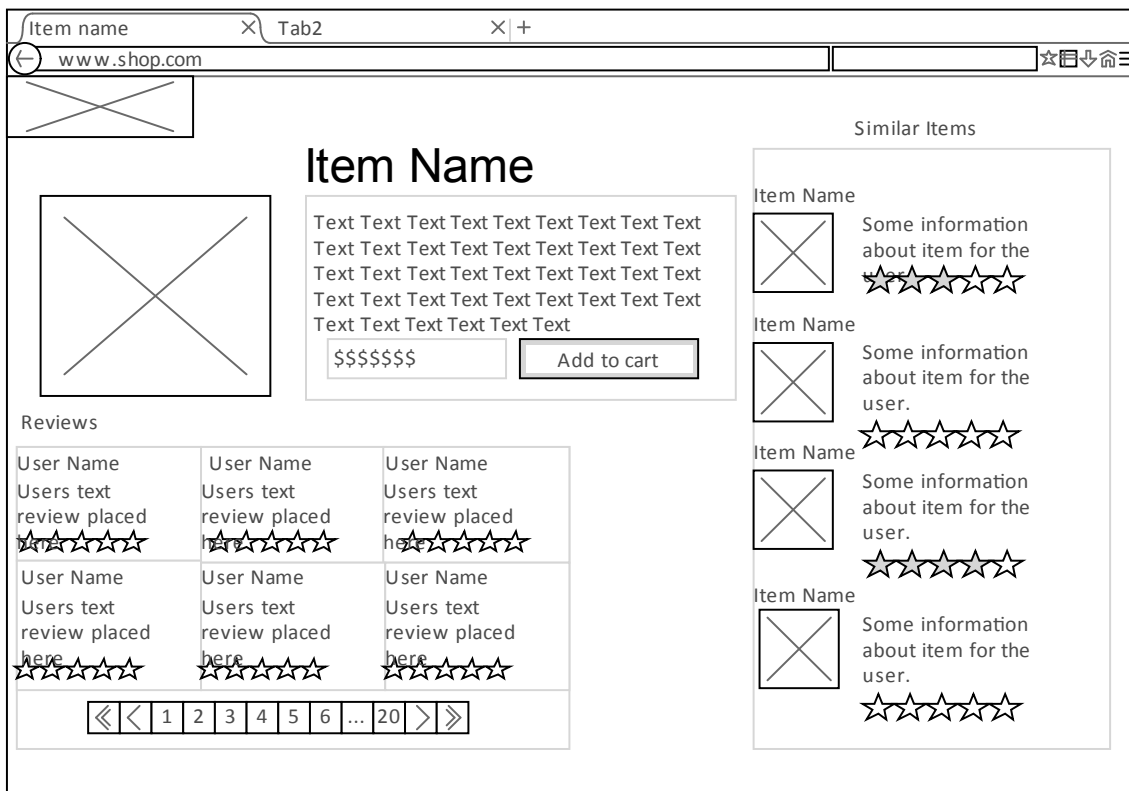 Item name
Tab2
www.shop.com
Similar Items
Item Name
Text Text Text Text Text Text Text Text Text
Text Text Text Text Text Text Text Text Text
Text Text Text Text Text Text Text Text Text
Text Text Text Text Text Text Text Text Text
Text Text Text Text Text Text
$$$$$$$
Add to cart
Item Name
Some information
about item for the
user.
Item Name
Some information
about item for the
user.
Item Name
Some information
about item for the
user.
Item Name
Some information
about item for the
user.
Reviews
User Name
Users text
review placed
here
User Name
Users text
review placed
here
User Name
Users text
review placed
here
User Name
Users text
review placed
here
User Name
Users text
review placed
here
User Name
Users text
review placed
here
1 2 3 4 5 6 ... 20